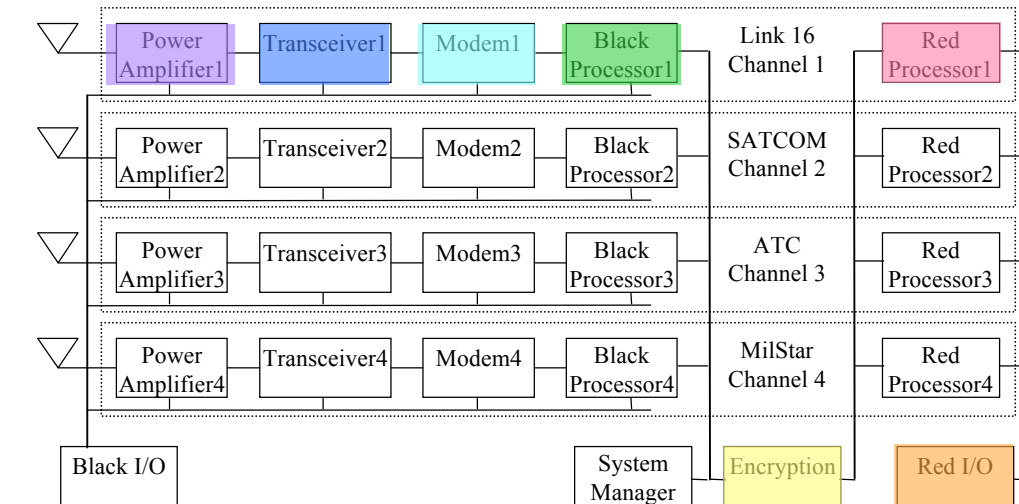 Power
Amplifier1
Transceiver1
Modem1
Black
Processor1
Link 16
Channel 1
Red
Processor1
Power
Amplifier2
Transceiver2
Modem2
Black
Processor2
SATCOM
Channel 2
Red
Processor2
Power
Amplifier3
Transceiver3
Modem3
Black
Processor3
ATC
Channel 3
Red
Processor3
Power
Amplifier4
Transceiver4
Modem4
Black
Processor4
MilStar
Channel 4
Red
Processor4
Black I/O
System
Manager
Encryption
Red I/O